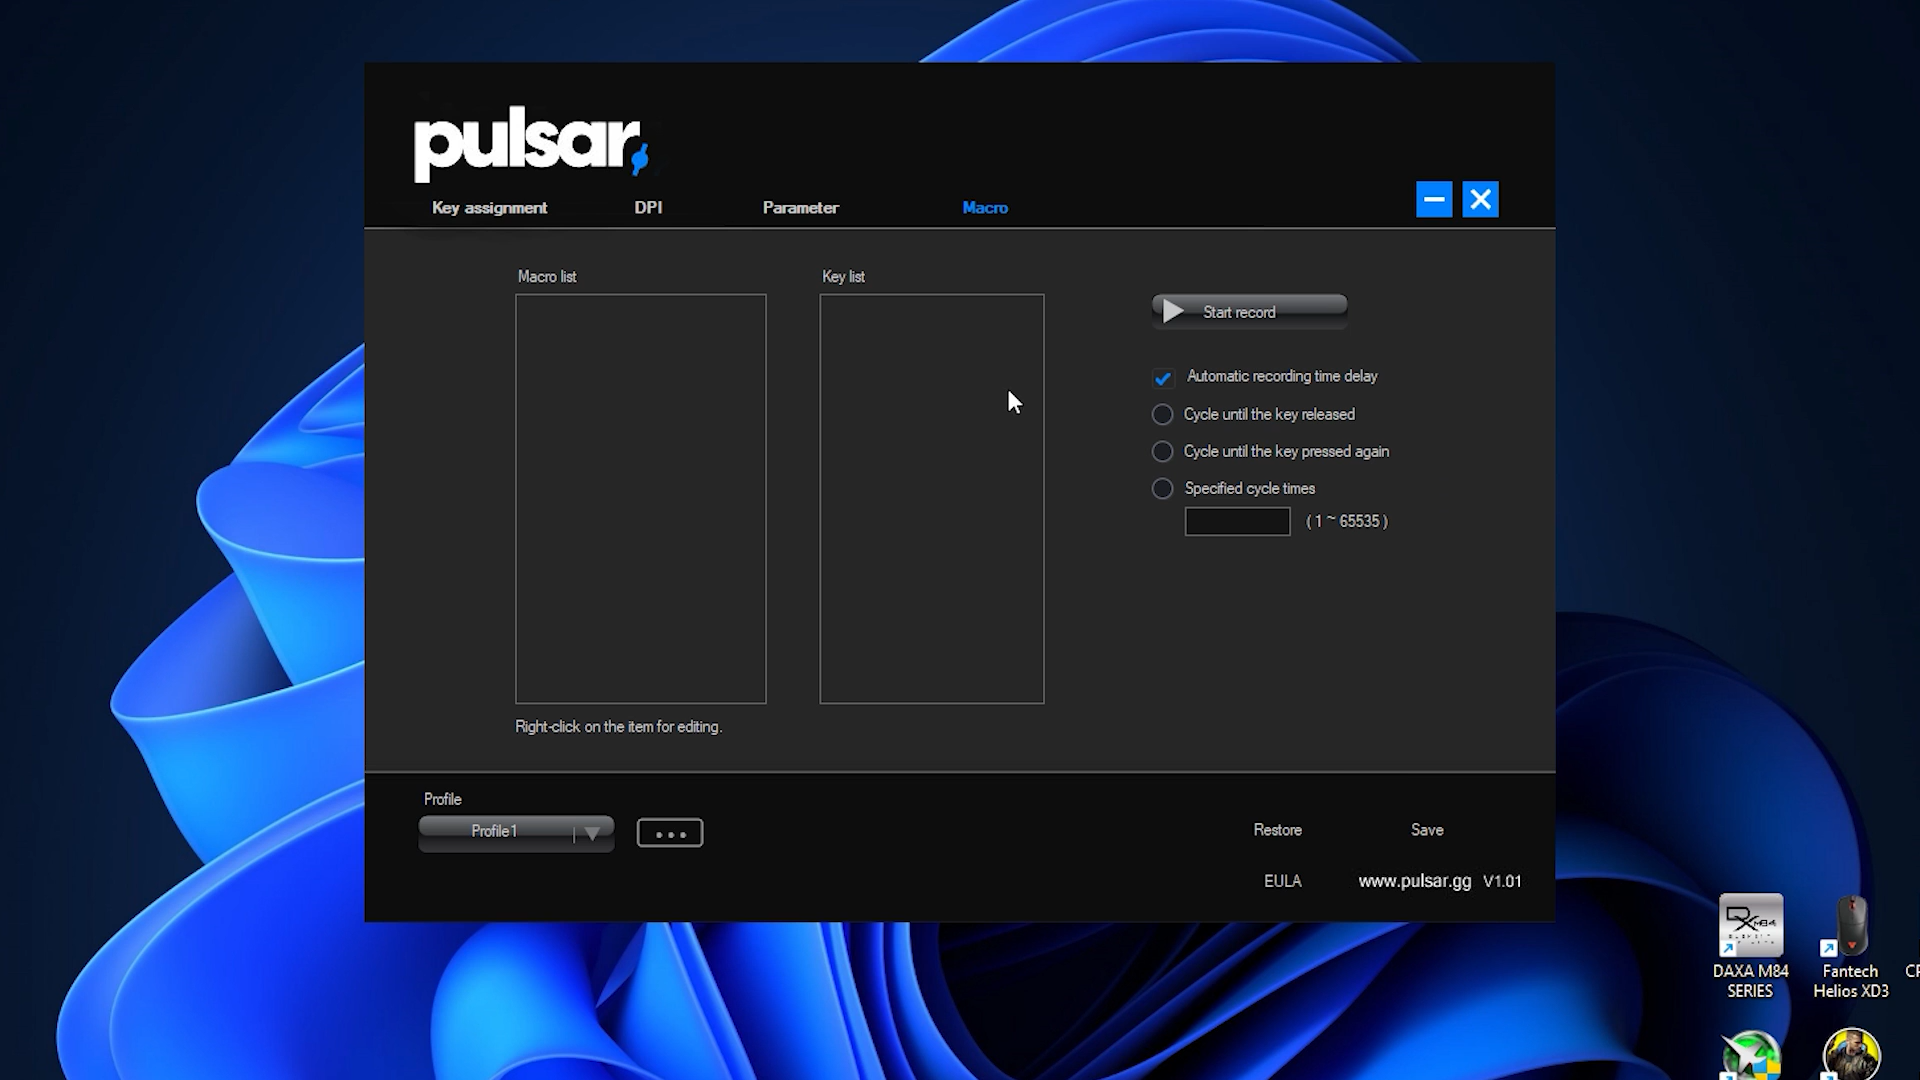 pulsar
Key assignment
DPI
Parameter
Macro
Macro list
Key list
Start record
Automatic recording time delay
Cycle until the key released
Cycle until the key pressed again
Specified cycle times
( 1 ~ 65535 )
Right-click on the item for editing.
Profile
Profile1
...
Restore
Save
EULA
www.pulsar.gg V1.01
DAXA M84
SERIES
Fantech
Helios XD3